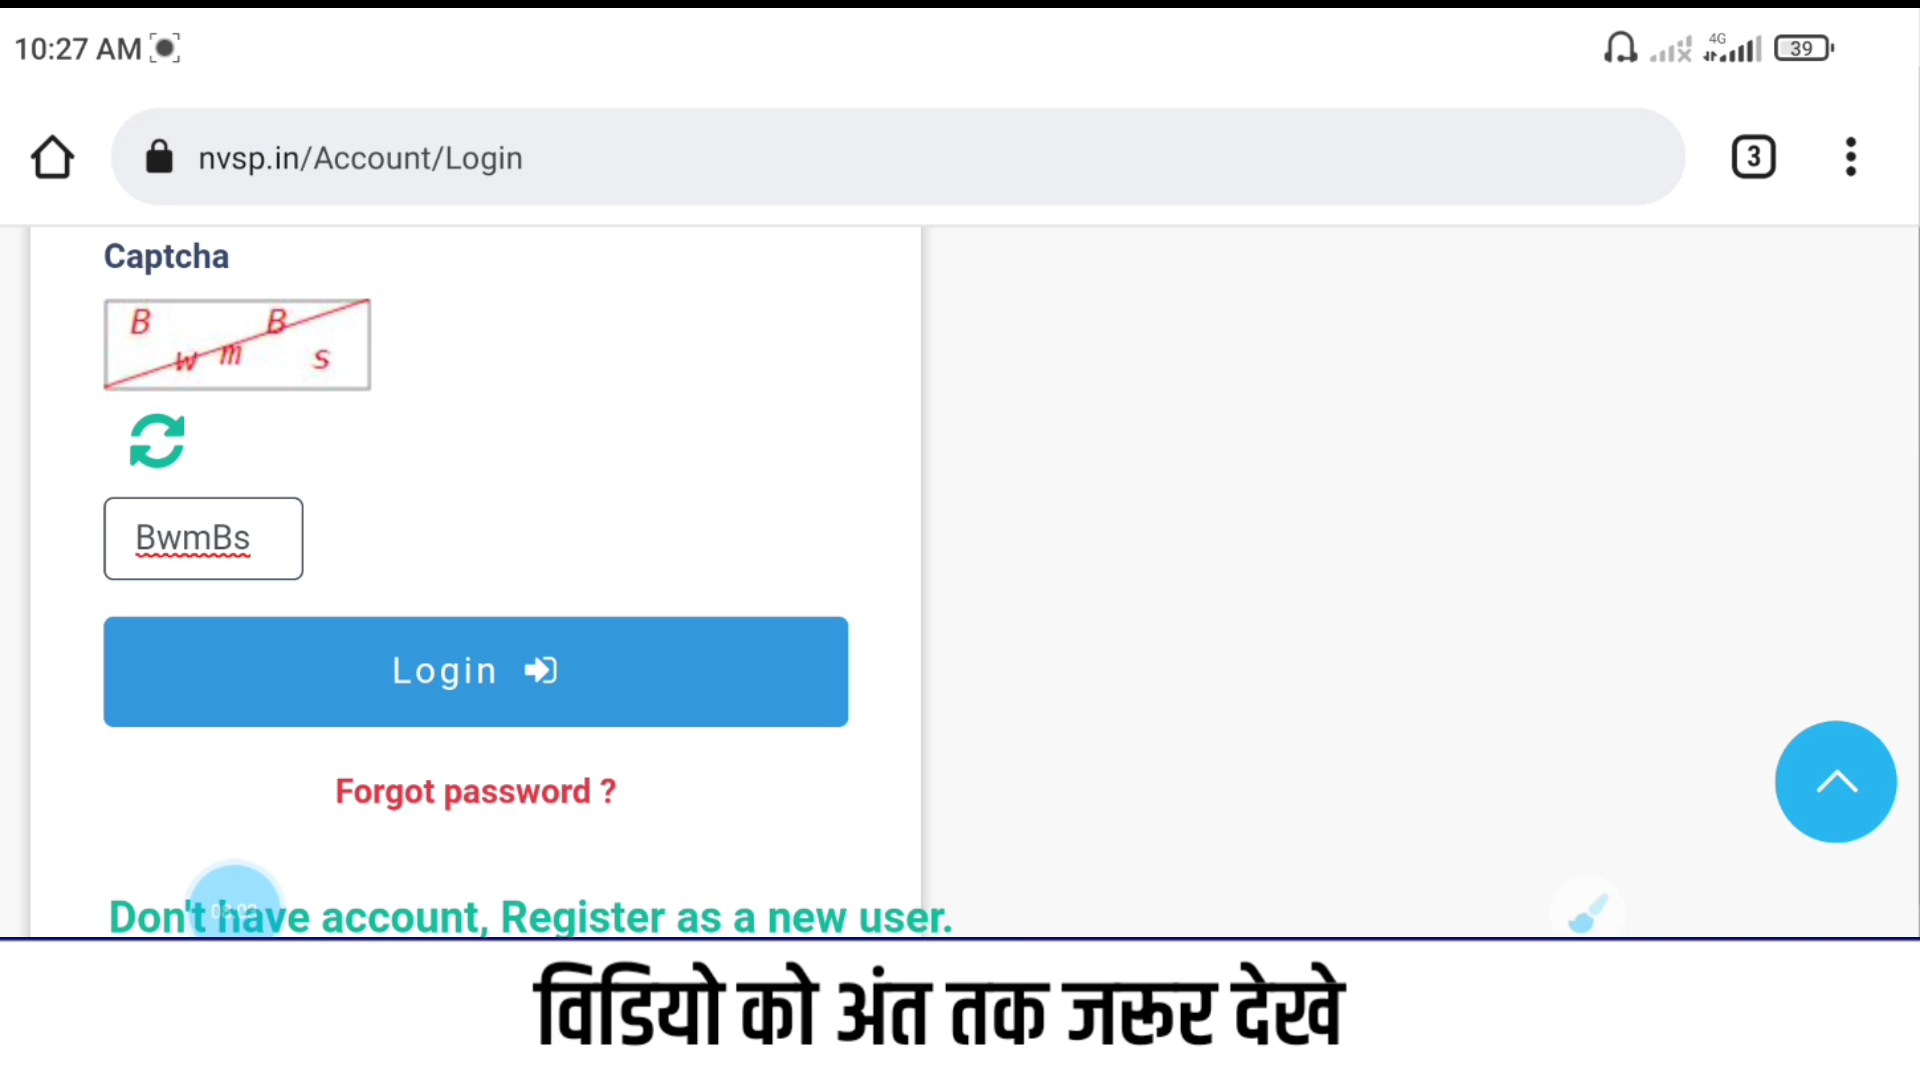 10:27 AM
4G
39
nvsp.in/Account/Login
3
Captcha
B w m B s
BwmBs
Login
Forgot password ?
Don't have account, Register as a new user.
विडियो को अंत तक जरूर देखे